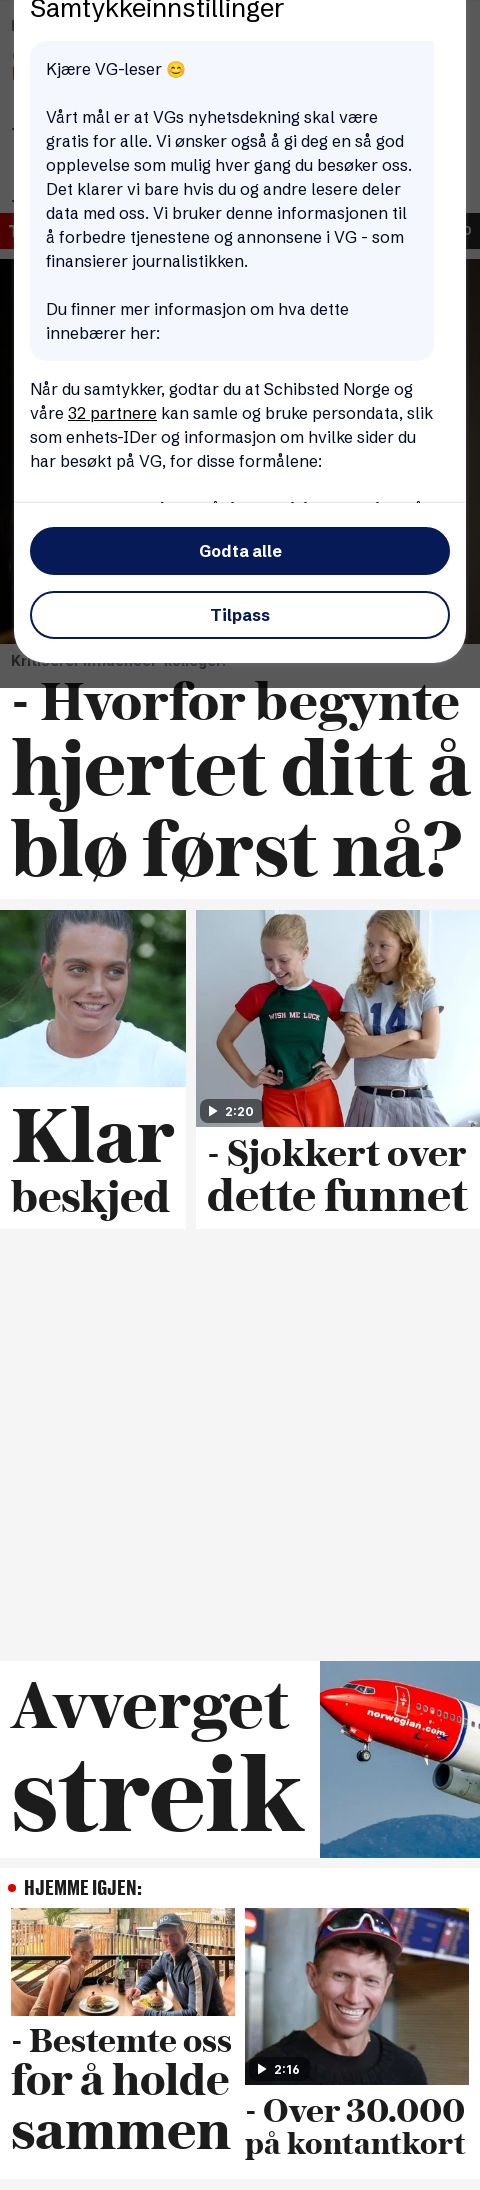 Samtykkeinnstillinger
Kjære VG-leser 😊
Vårt mål er at VGs nyhetsdekning skal være
gratis for alle. Vi ønsker også å gi deg en så god
opplevelse som mulig hver gang du besøker oss.
Det klarer vi bare hvis du og andre lesere deler
data med oss. Vi bruker denne informasjonen til
å forbedre tjenestene og annonsene i VG - som
finansierer journalistikken.
Du finner mer informasjon om hva dette
innebærer her:
Når du samtykker, godtar du at Schibsted Norge og
våre 32 partnere kan samle og bruke persondata, slik
som enhets-IDer og informasjon om hvilke sider du
har besøkt på VG, for disse formålene:
Godta alle
Tilpass
- Hvorfor begynte
hjertet ditt å
blø først nå?
Klar
beskjed
WISH ME LUCK
14
2:20
- Sjokkert over
dette funnet
Avverget
streik
norwegian.com
HJEMME IGJEN:
- Bestemte oss
for å holde
sammen
2:16
- Over 30.000
på kontantkort